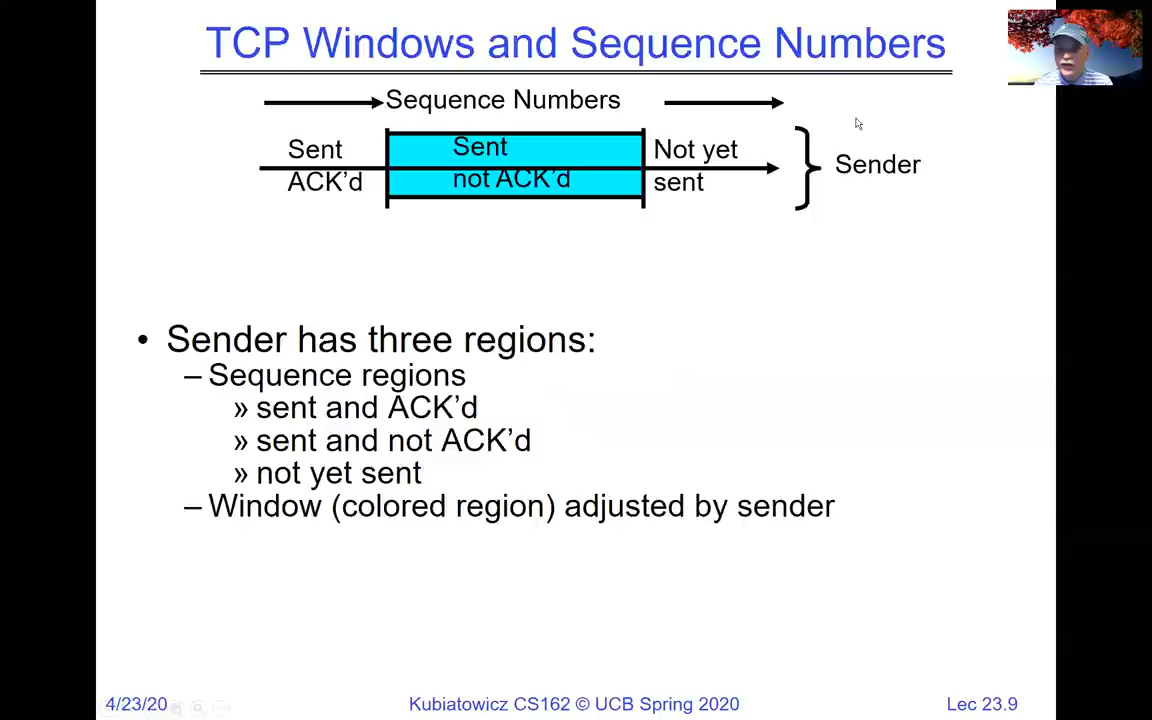 TCP Windows and Sequence Numbers
Sequence Numbers
Sent
ACK'd
Sent
not ACK'd
Not yet
sent
Sender
• Sender has three regions:
– Sequence regions
» sent and ACK'd
» sent and not ACK'd
» not yet sent
– Window (colored region) adjusted by sender
4/23/20
Kubiatowicz CS162 © UCB Spring 2020
Lec 23.9